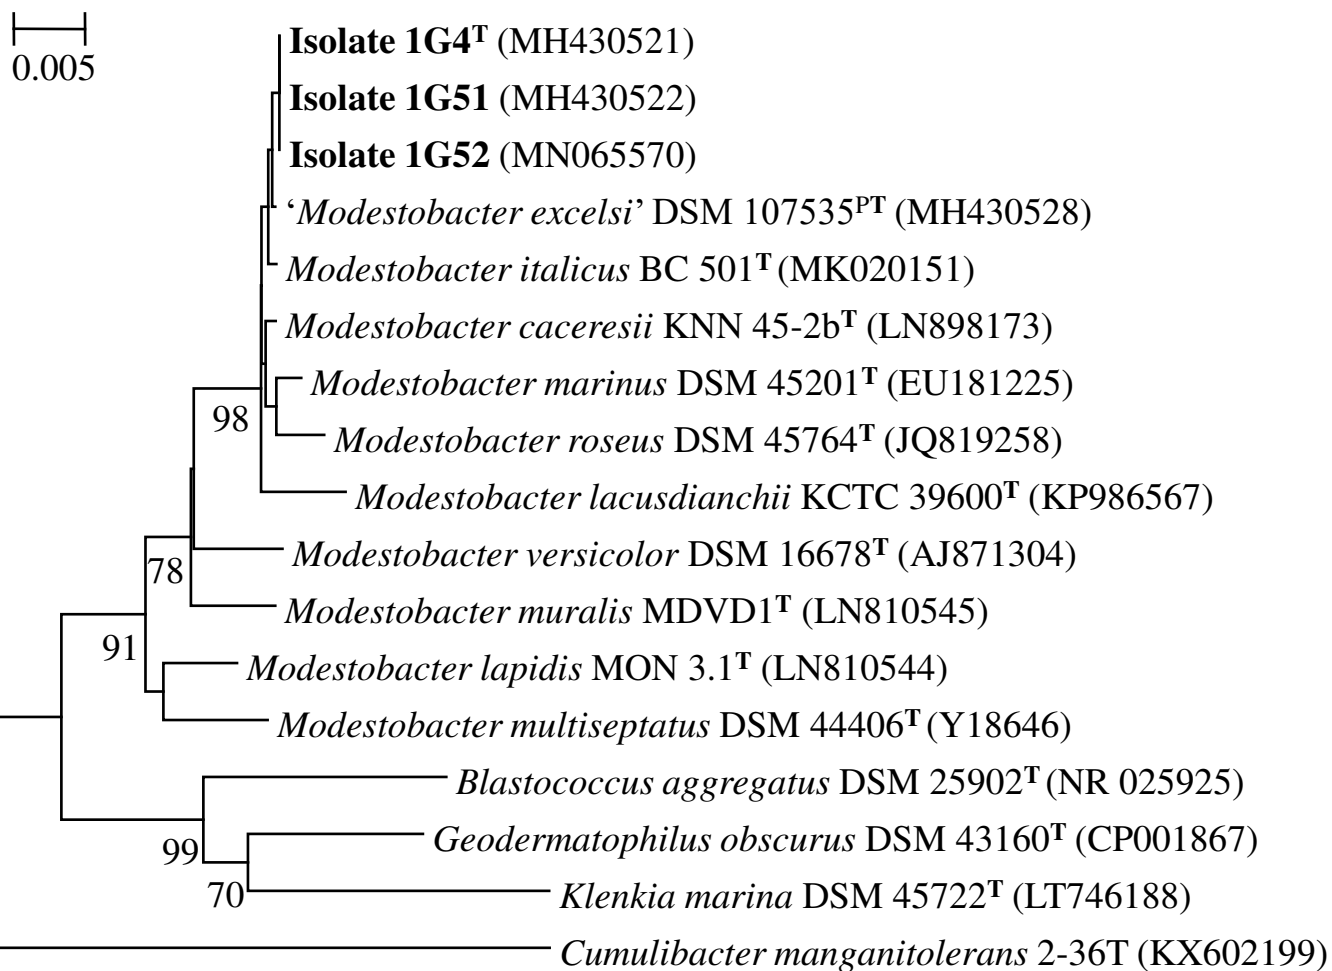 Isolate 1G4T (MH430521)
0.005
Isolate 1G51 (MH430522)
Isolate 1G52 (MN065570)
‘Modestobacter excelsi’ DSM 107535PT (MH430528)
Modestobacter italicus BC 501T (MK020151)
Modestobacter caceresii KNN 45-2bT (LN898173)
Modestobacter marinus DSM 45201T (EU181225)
98
Modestobacter roseus DSM 45764T (JQ819258)
Modestobacter lacusdianchii KCTC 39600T (KP986567)
Modestobacter versicolor DSM 16678T (AJ871304)
78
Modestobacter muralis MDVD1T (LN810545)
91
Modestobacter lapidis MON 3.1T (LN810544)
Modestobacter multiseptatus DSM 44406T (Y18646)
Blastococcus aggregatus DSM 25902T (NR 025925)
Geodermatophilus obscurus DSM 43160T (CP001867)
99
70
Klenkia marina DSM 45722T (LT746188)
Cumulibacter manganitolerans 2-36T (KX602199)